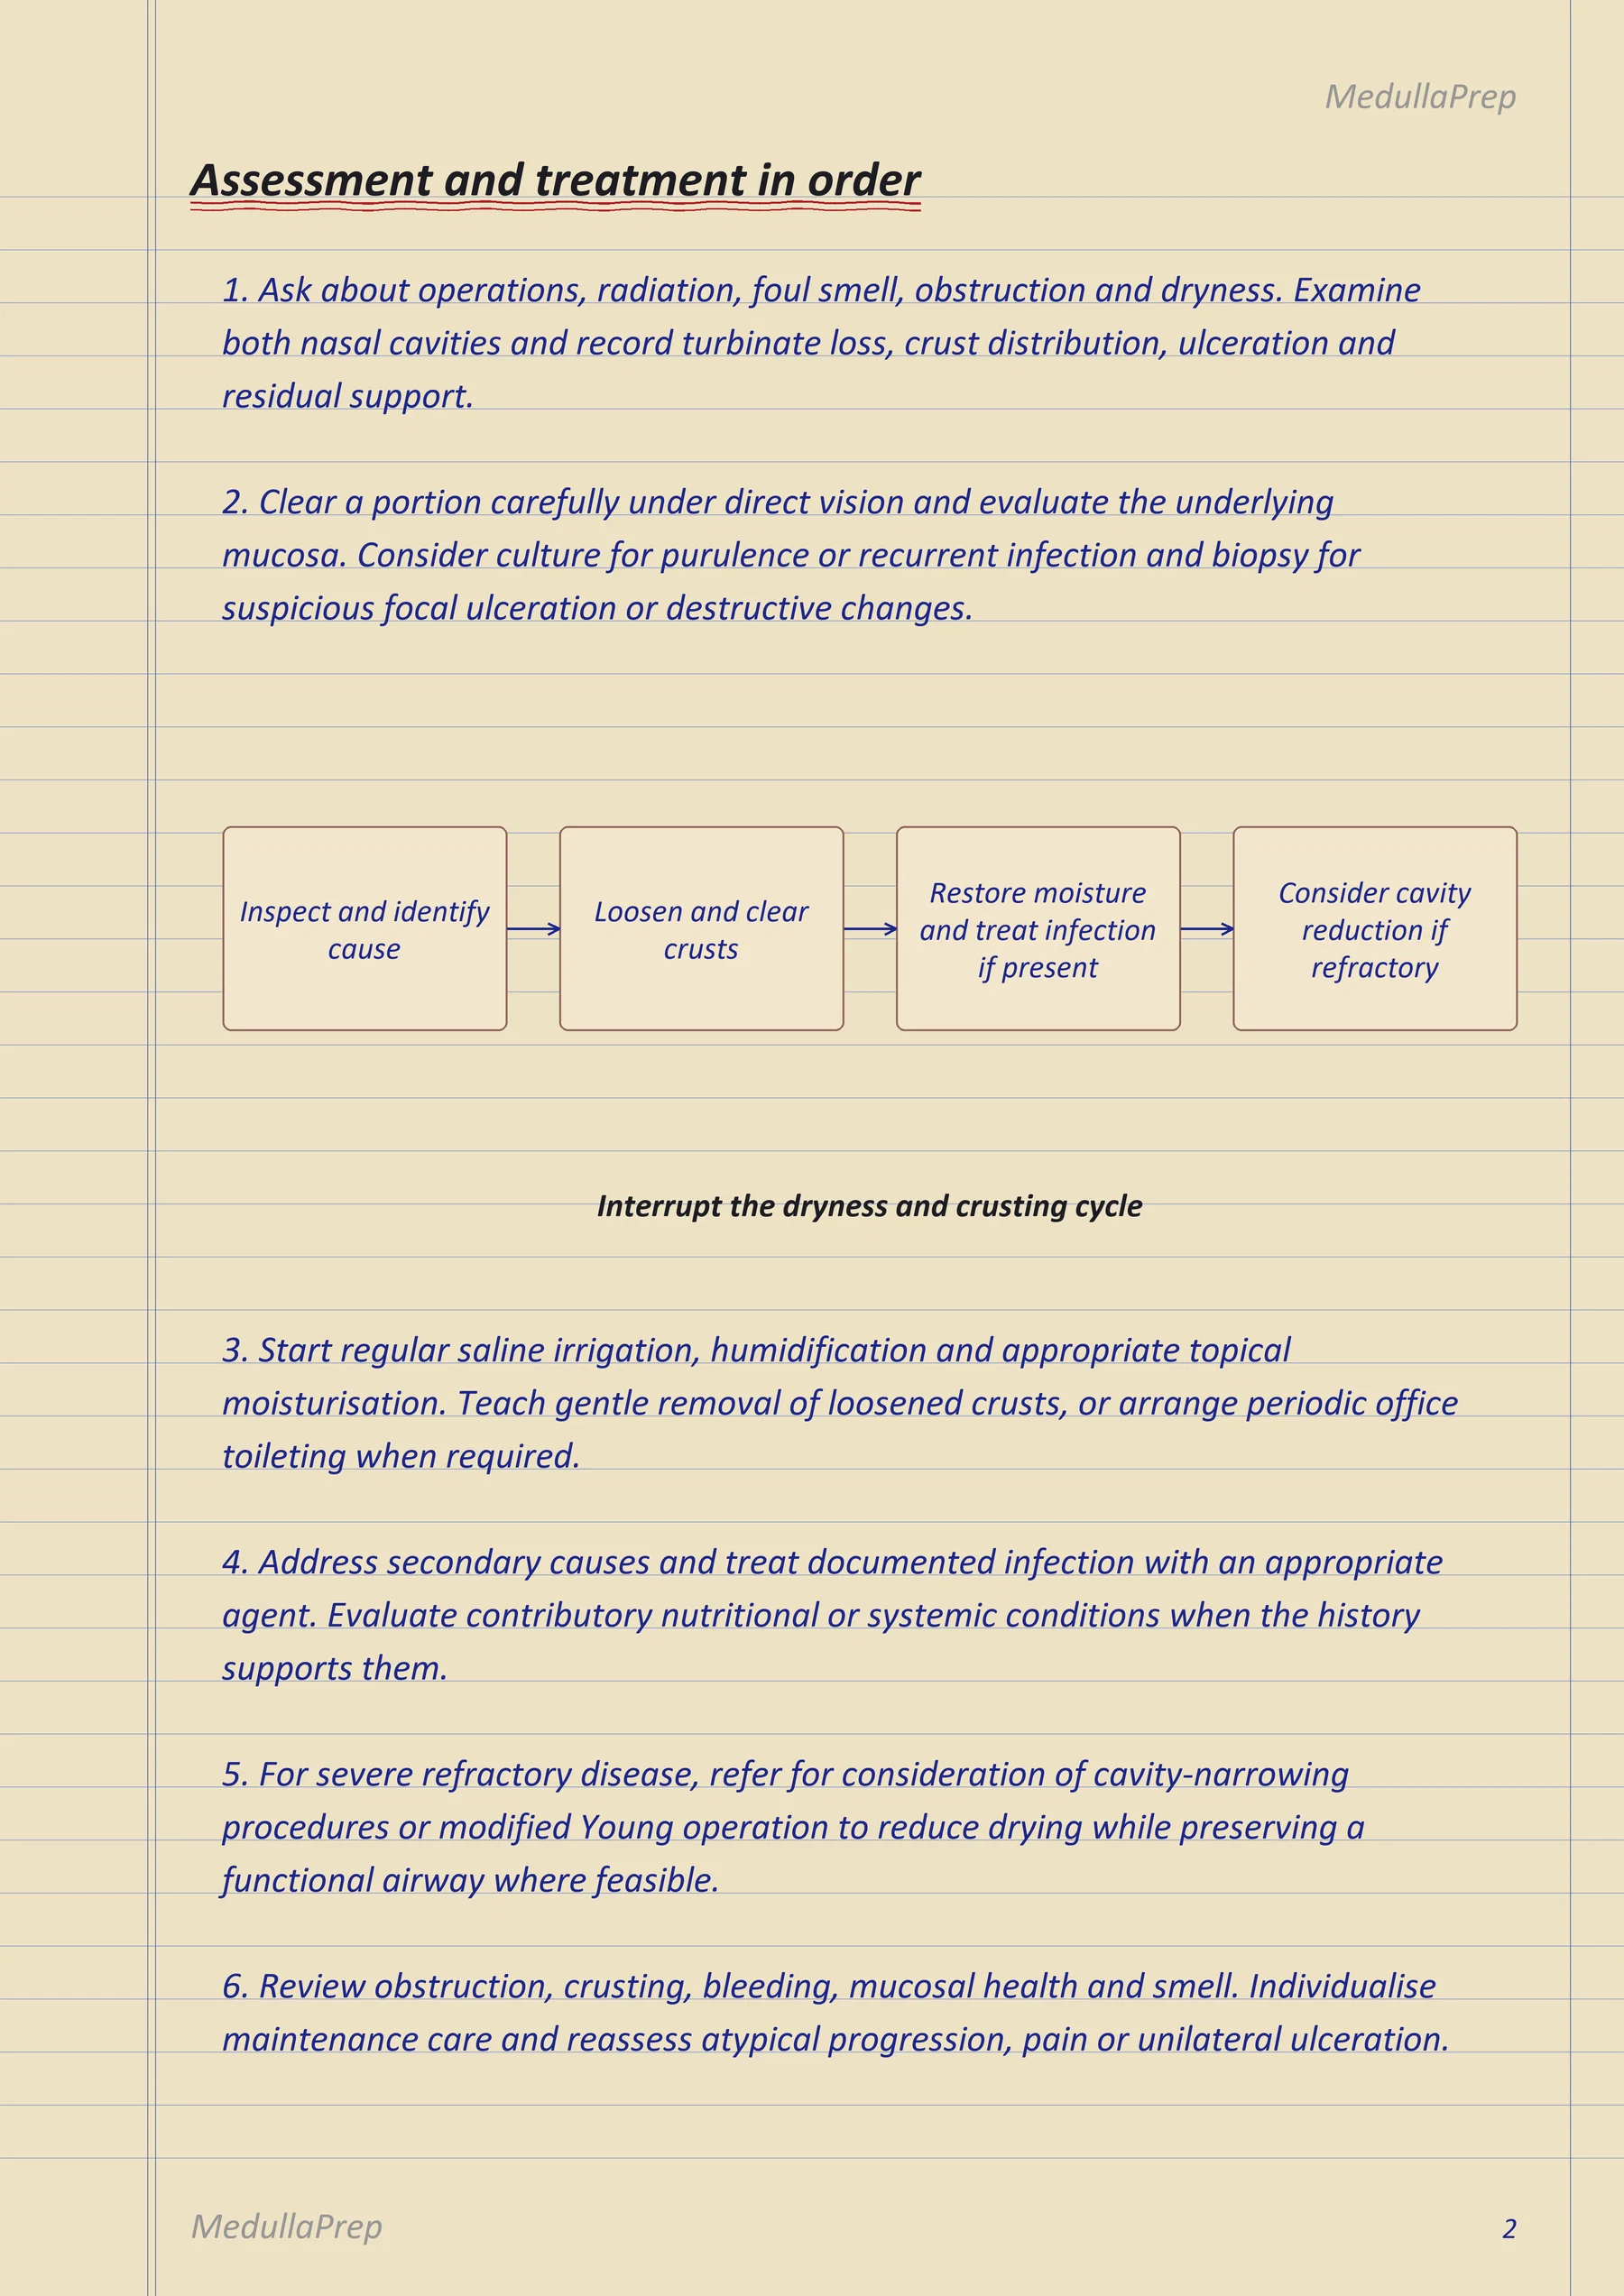 MedullaPrep
Assessment and treatment in order
1. Ask about operations, radiation, foul smell, obstruction and dryness. Examine
both nasal cavities and record turbinate loss, crust distribution, ulceration and
residual support.
2. Clear a portion carefully under direct vision and evaluate the underlying
mucosa. Consider culture for purulence or recurrent infection and biopsy for
suspicious focal ulceration or destructive changes.
Inspect and identify
cause
Loosen and clear
crusts
Restore moisture
and treat infection
if present
Consider cavity
reduction if
refractory
Interrupt the dryness and crusting cycle
3. Start regular saline irrigation, humidification and appropriate topical
moisturisation. Teach gentle removal of loosened crusts, or arrange periodic office
toileting when required.
4. Address secondary causes and treat documented infection with an appropriate
agent. Evaluate contributory nutritional or systemic conditions when the history
supports them.
5. For severe refractory disease, refer for consideration of cavity-narrowing
procedures or modified Young operation to reduce drying while preserving a
functional airway where feasible.
6. Review obstruction, crusting, bleeding, mucosal health and smell. Individualise
maintenance care and reassess atypical progression, pain or unilateral ulceration.
MedullaPrep
2